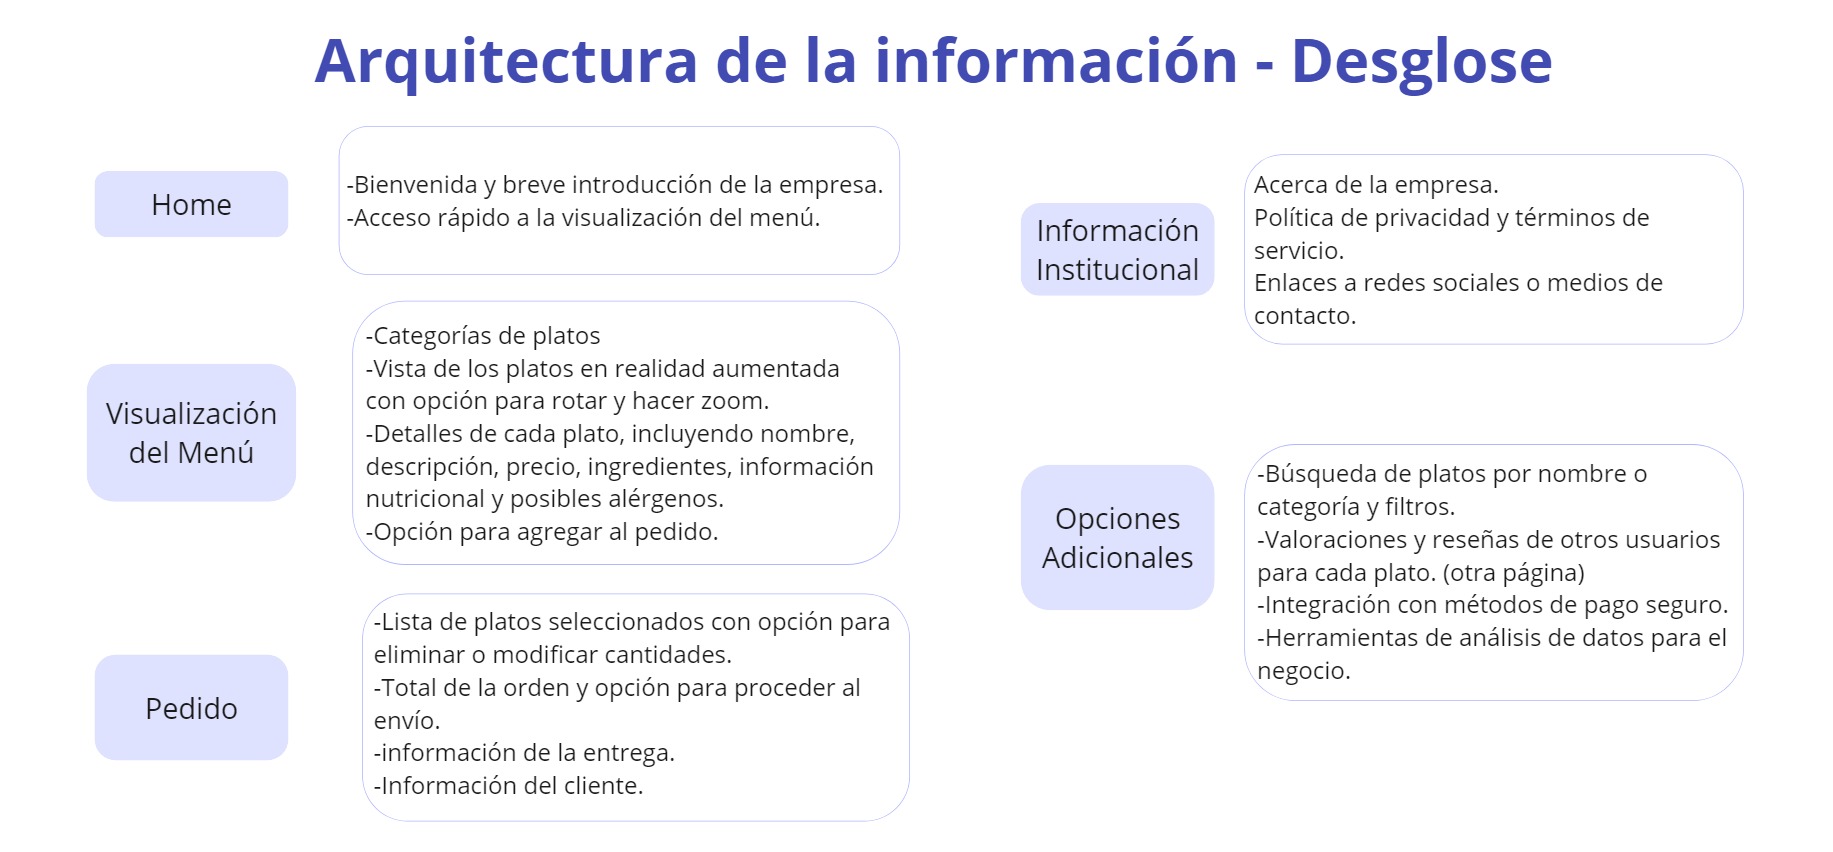 Arquitectura de la información - Desglose
Home
-Bienvenida y breve introducción de la empresa.
-Acceso rápido a la visualización del menú.
Visualización
del Menú
-Categorías de platos
-Vista de los platos en realidad aumentada
con opción para rotar y hacer zoom.
-Detalles de cada plato, incluyendo nombre,
descripción, precio, ingredientes, información
nutricional y posibles alérgenos.
-Opción para agregar al pedido.
Pedido
-Lista de platos seleccionados con opción para
eliminar o modificar cantidades.
-Total de la orden y opción para proceder al
envío.
-información de la entrega.
-Información del cliente.
Información
Institucional
Acerca de la empresa.
Política de privacidad y términos de
servicio.
Enlaces a redes sociales o medios de
contacto.
Opciones
Adicionales
-Búsqueda de platos por nombre o
categoría y filtros.
-Valoraciones y reseñas de otros usuarios
para cada plato. (otra página)
-Integración con métodos de pago seguro.
-Herramientas de análisis de datos para el
negocio.